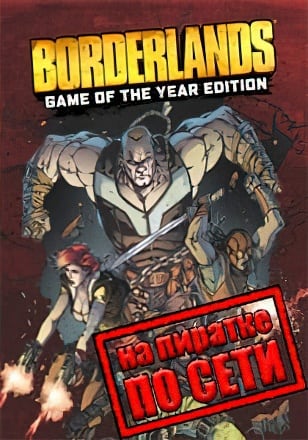 BORDERLANDS
GAME OF THE YEAR EDITION
на пиратке
ПО СЕТИ